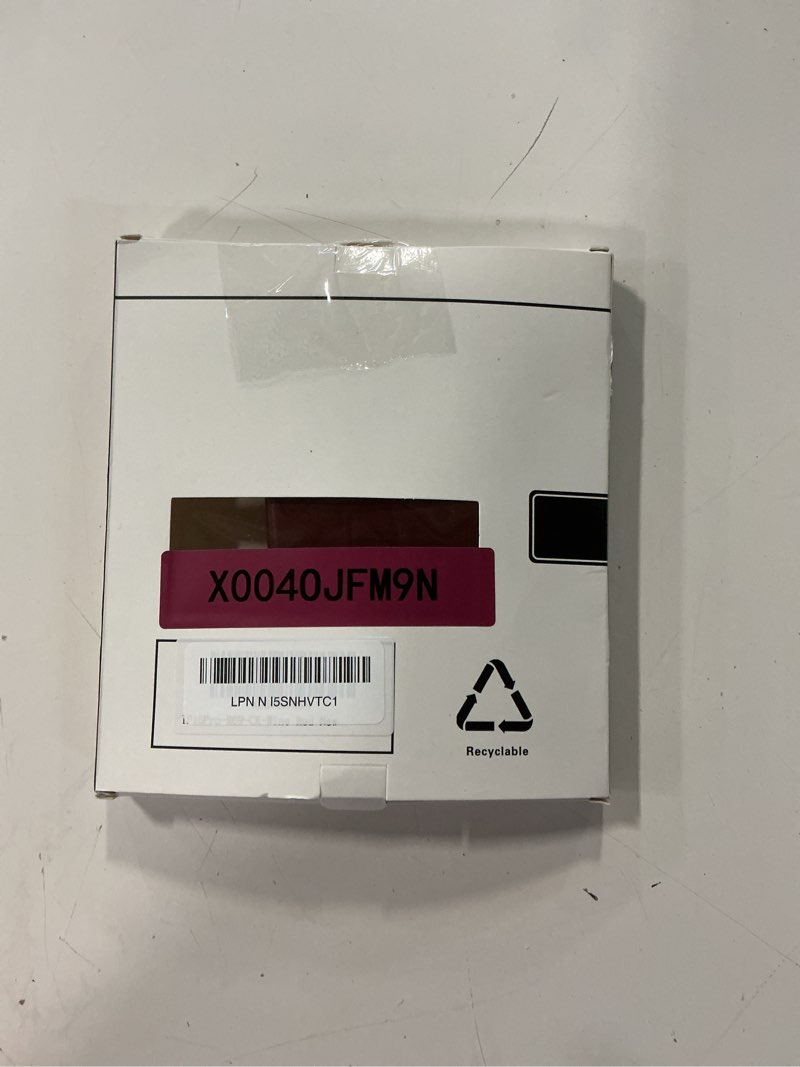 X0040JFM9N
LPN N I5SNHVTC1
Recyclable